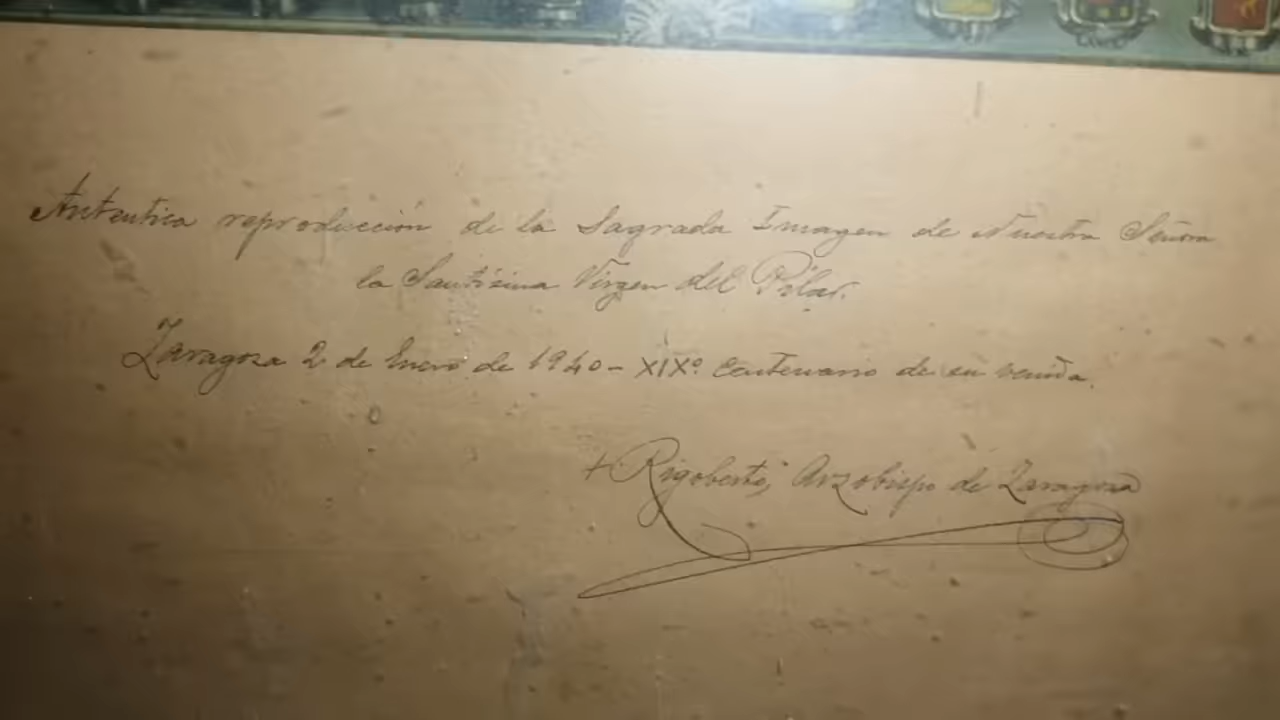 Autentica reproducción de la Sagrada Imagen de Nuestra Señora
la Santísima Virgen del Pilar.
Zaragoza 2 de Enero de 1940 - XIXº Centenario de su venida.
+ Rigoberto, Arzobispo de Zaragoza